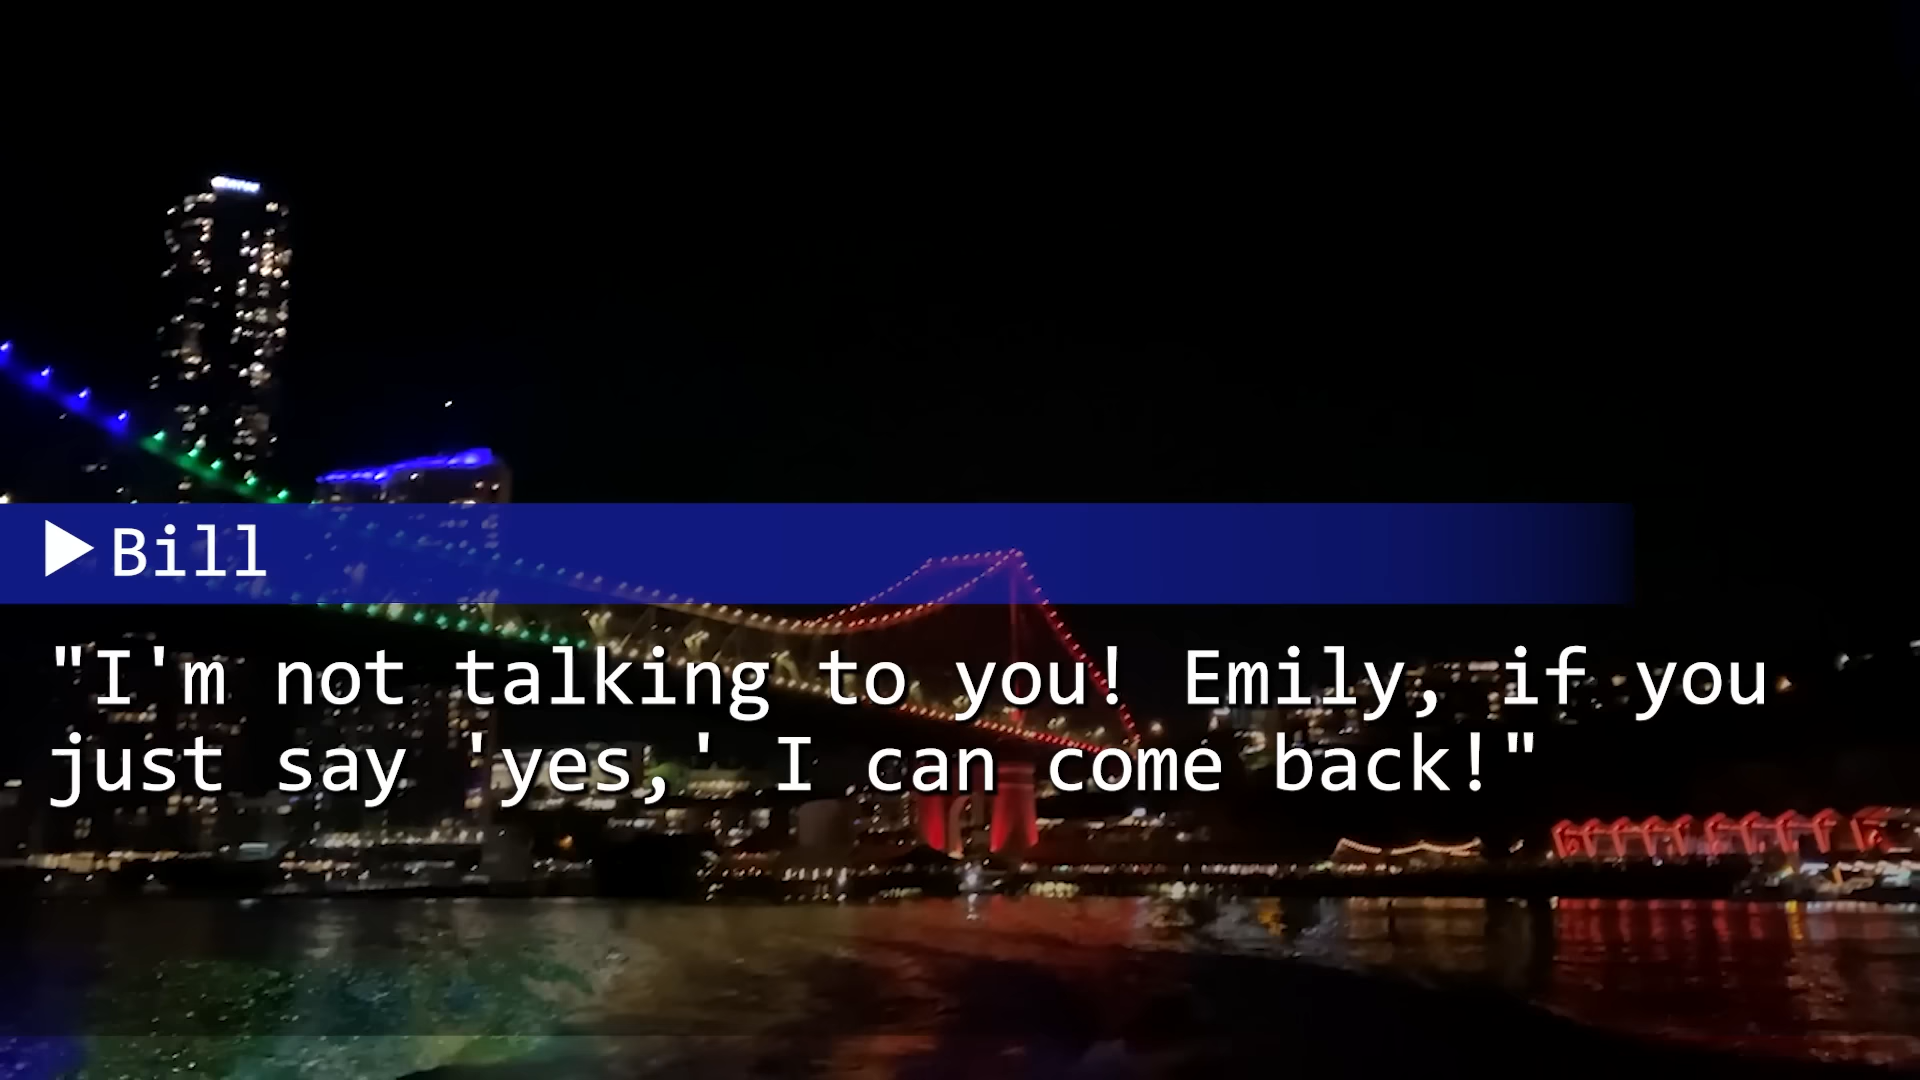 Bill
"I'm not talking to you! Emily, if you
just say 'yes,' I can come back!"